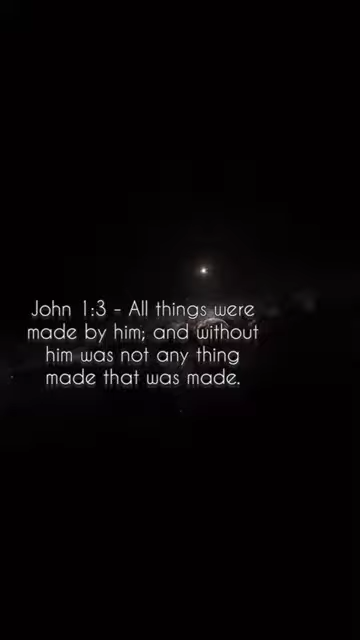 John 1:3 - All things were
made by him; and without
him was not any thing
made that was made.